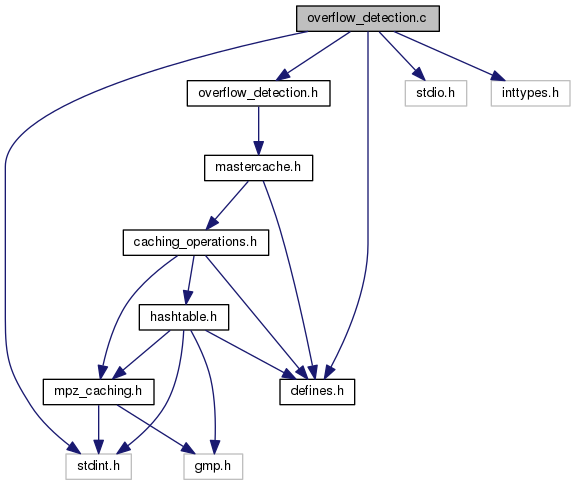 overflow_detection.c
overflow_detection.h
stdio.h
inttypes.h
mastercache.h
caching_operations.h
hashtable.h
mpz_caching.h
defines.h
stdint.h
gmp.h